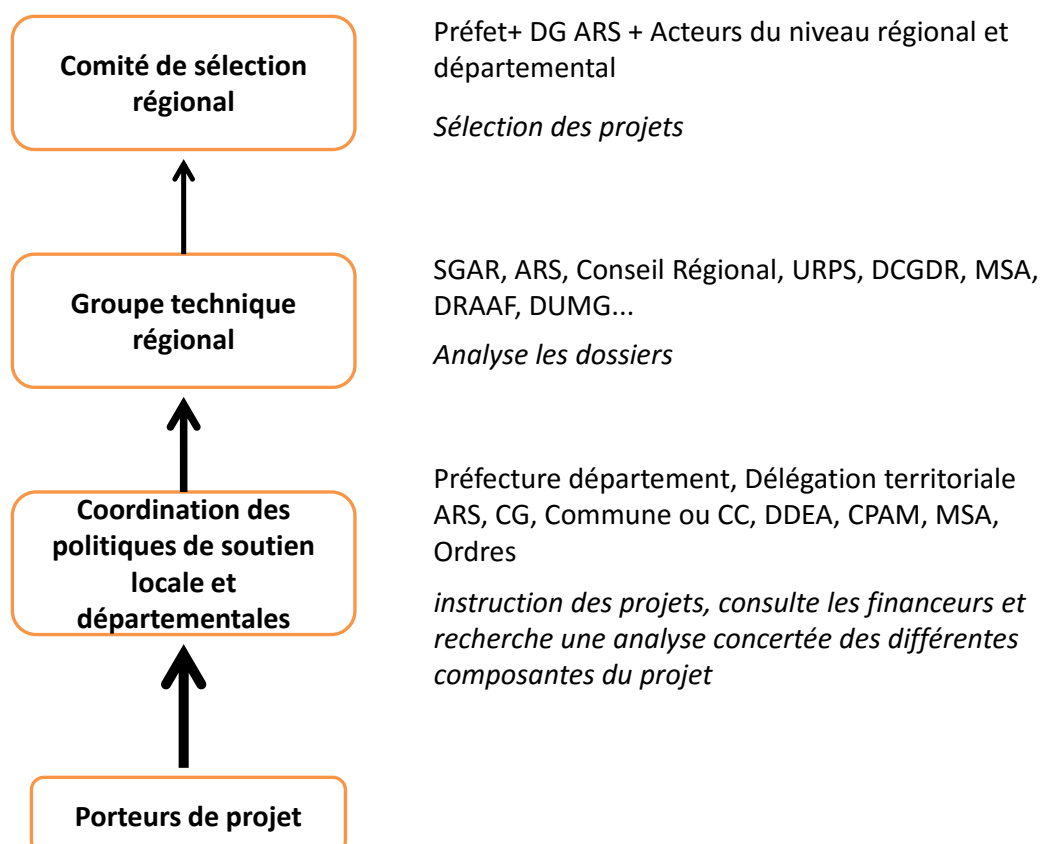 Comité de sélection
régional
Préfet+ DG ARS + Acteurs du niveau régional et
départemental
Sélection des projets
Groupe technique
régional
SGAR, ARS, Conseil Régional, URPS, DCGDR, MSA,
DRAAF, DUMG...
Analyse les dossiers
Coordination des
politiques de soutien
locale et
départementales
Préfecture département, Délégation territoriale
ARS, CG, Commune ou CC, DDEA, CPAM, MSA,
Ordres
instruction des projets, consulte les financeurs et
recherche une analyse concertée des différentes
composantes du projet
Porteurs de projet